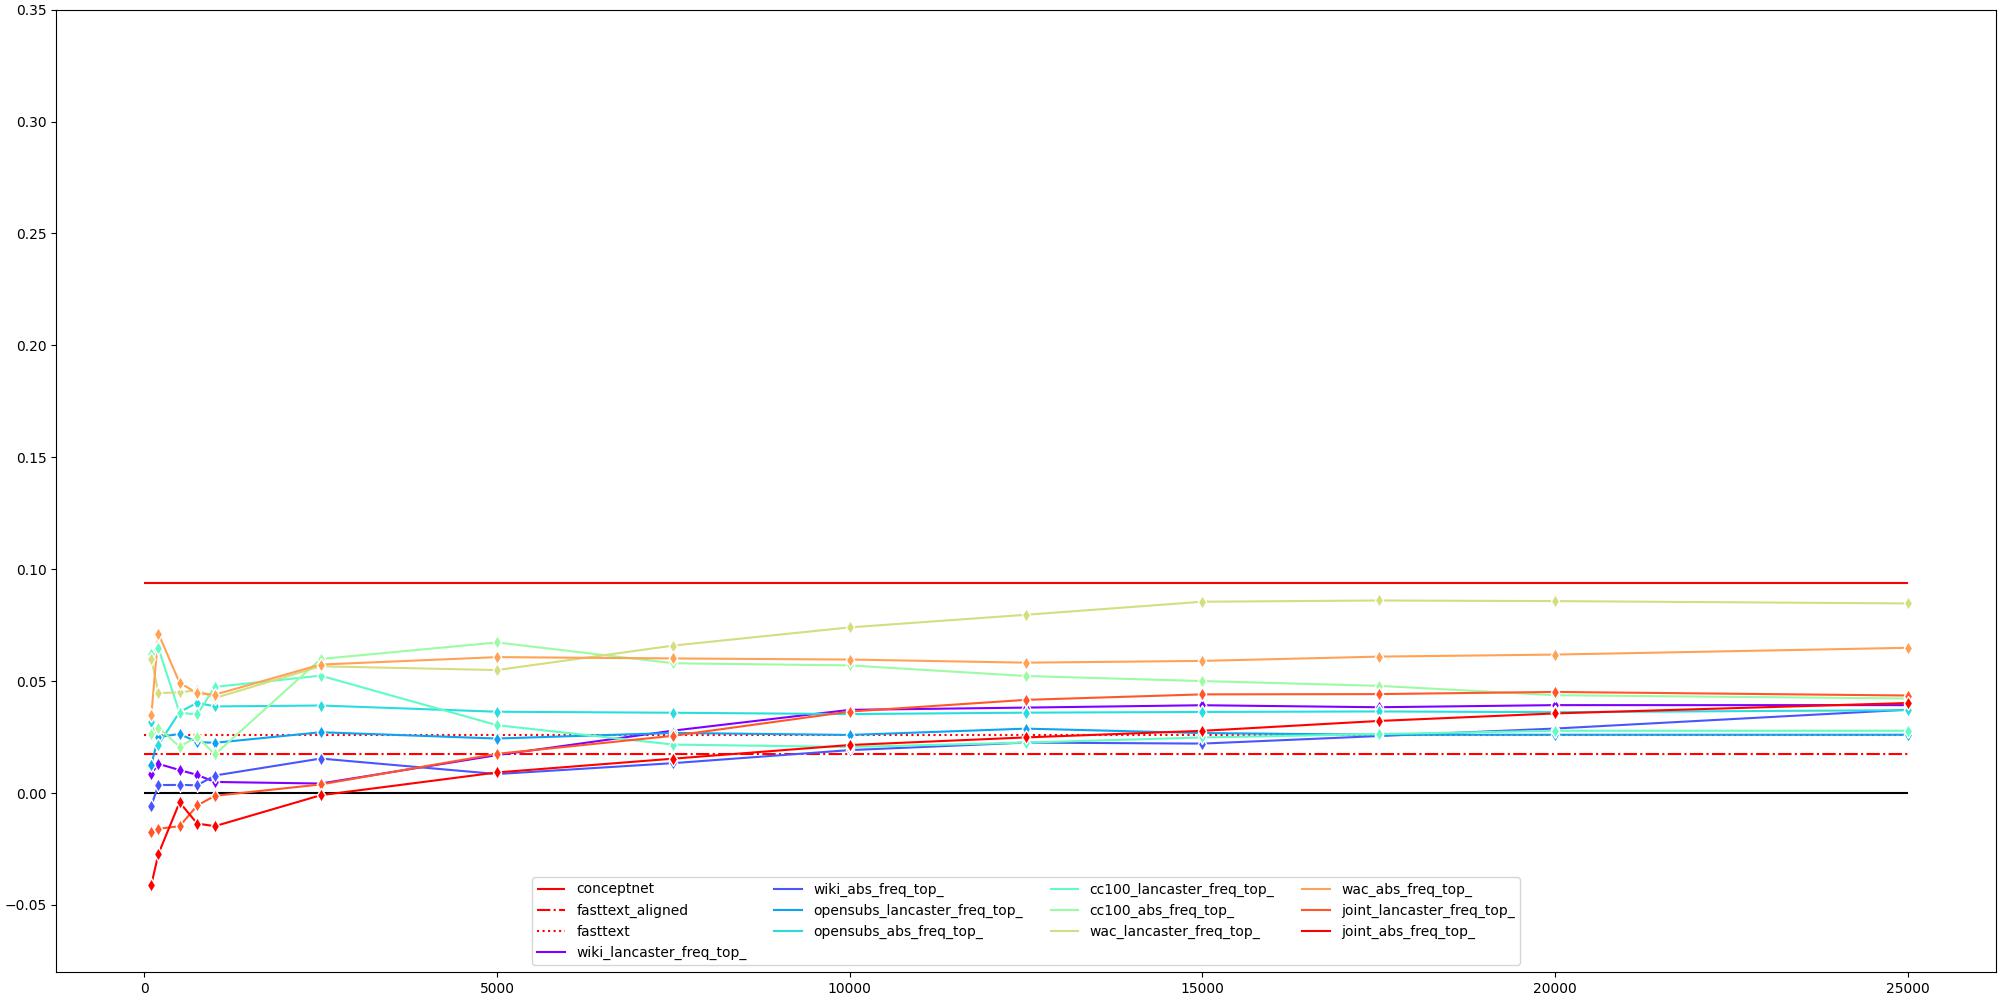 0.35
0.30
0.25
0.20
0.15
0.10
0.05
0.00
−0.05
conceptnet
fasttext_aligned
fasttext
wiki_lancaster_freq_top_
wiki_abs_freq_top_
opensubs_lancaster_freq_top_
opensubs_abs_freq_top_
cc100_lancaster_freq_top_
cc100_abs_freq_top_
wac_lancaster_freq_top_
wac_abs_freq_top_
joint_lancaster_freq_top_
joint_abs_freq_top_
0 5000 10000 15000 20000 25000